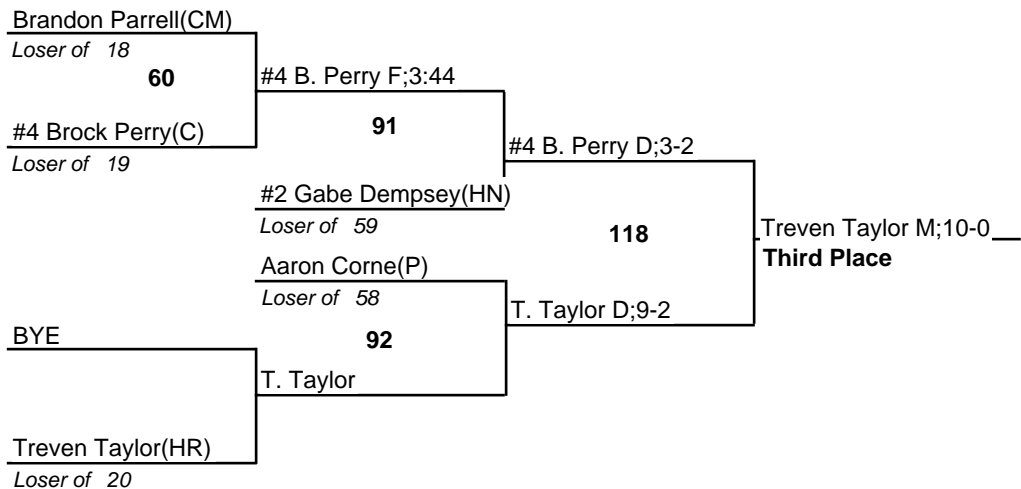 Brandon Parrell(CM)
Loser of 18
60
#4 B. Perry F;3:44
#4 Brock Perry(C)
Loser of 19
91
#4 B. Perry D;3-2
#2 Gabe Dempsey(HN)
Loser of 59
118
Treven Taylor M;10-0
Third Place
Aaron Corne(P)
Loser of 58
T. Taylor D;9-2
BYE
92
T. Taylor
Treven Taylor(HR)
Loser of 20